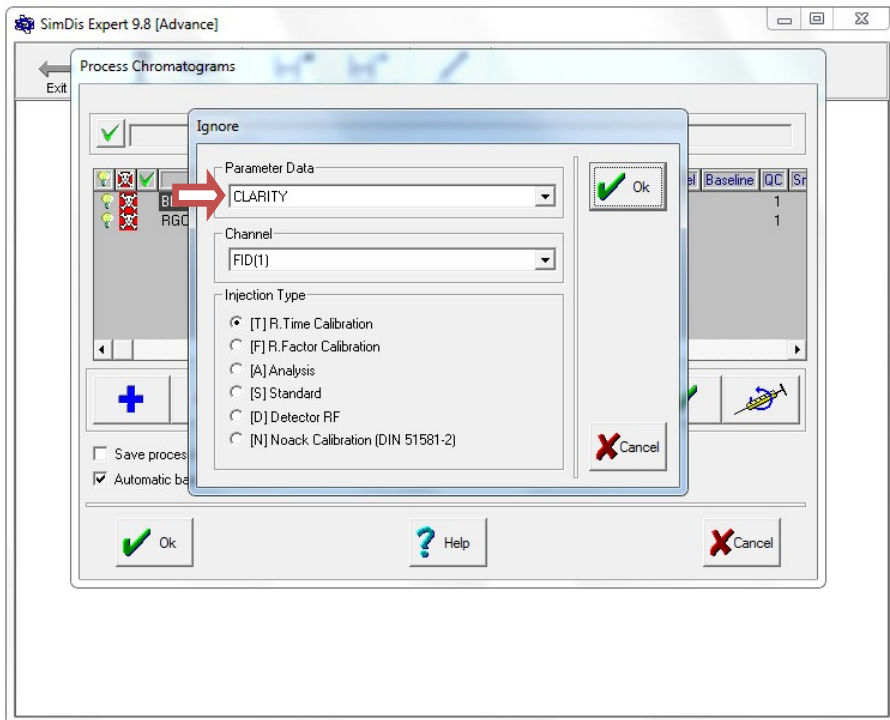 SimDis Expert 9.8 [Advance]
Process Chromatograms
Exit
Ignore
Parameter Data
CLARITY
Ok
Baseline QC
1
RGC
1
Channel
FID(1)
Injection Type
[T] R.Time Calibration
[F] R.Factor Calibration
[A] Analysis
[S] Standard
[D] Detector RF
[N] Noack Calibration (DIN 51581-2)
Cancel
Save proces
Automatic ba
Ok
Help
Cancel